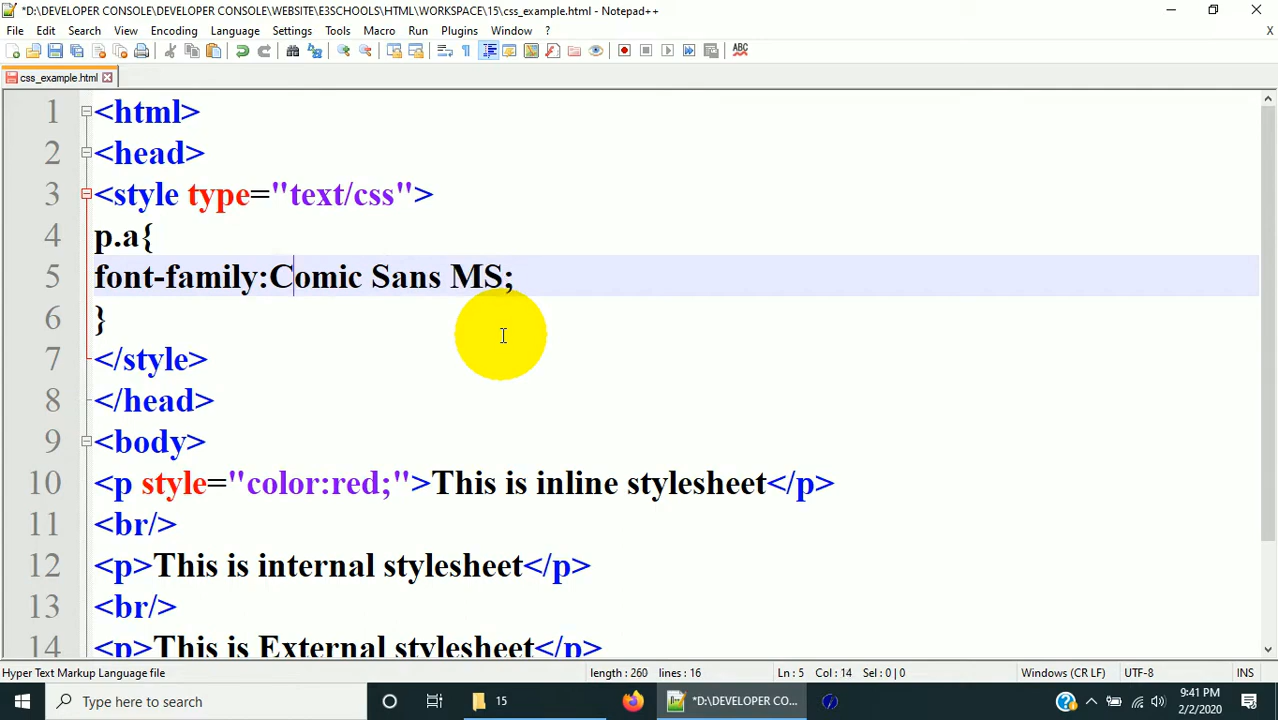 *D:\DEVELOPER CONSOLE\DEVELOPER CONSOLE\WEBSITE\E3SCHOOLS\HTML\WORKSPACE\15\css_example.html - Notepad++
File Edit Search View Encoding Language Settings Tools Macro Run Plugins Window ? X
ABC
css_example.html
1 <html>
2 <head>
3 <style type="text/css">
4 p.a{
5 font-family:Comic Sans MS;
6 }
7 </style>
8 </head>
9 <body>
10 <p style="color:red;">This is inline stylesheet</p>
11 <br/>
12 <p>This is internal stylesheet</p>
13 <br/>
14 <p>This is External stylesheet</p>
Hyper Text Markup Language file length : 260 lines : 16 Ln : 5 Col : 14 Sel : 0 | 0 Windows (CR LF) UTF-8 INS
Type here to search 15 *D:\DEVELOPER CO... 9:41 PM
2/2/2020